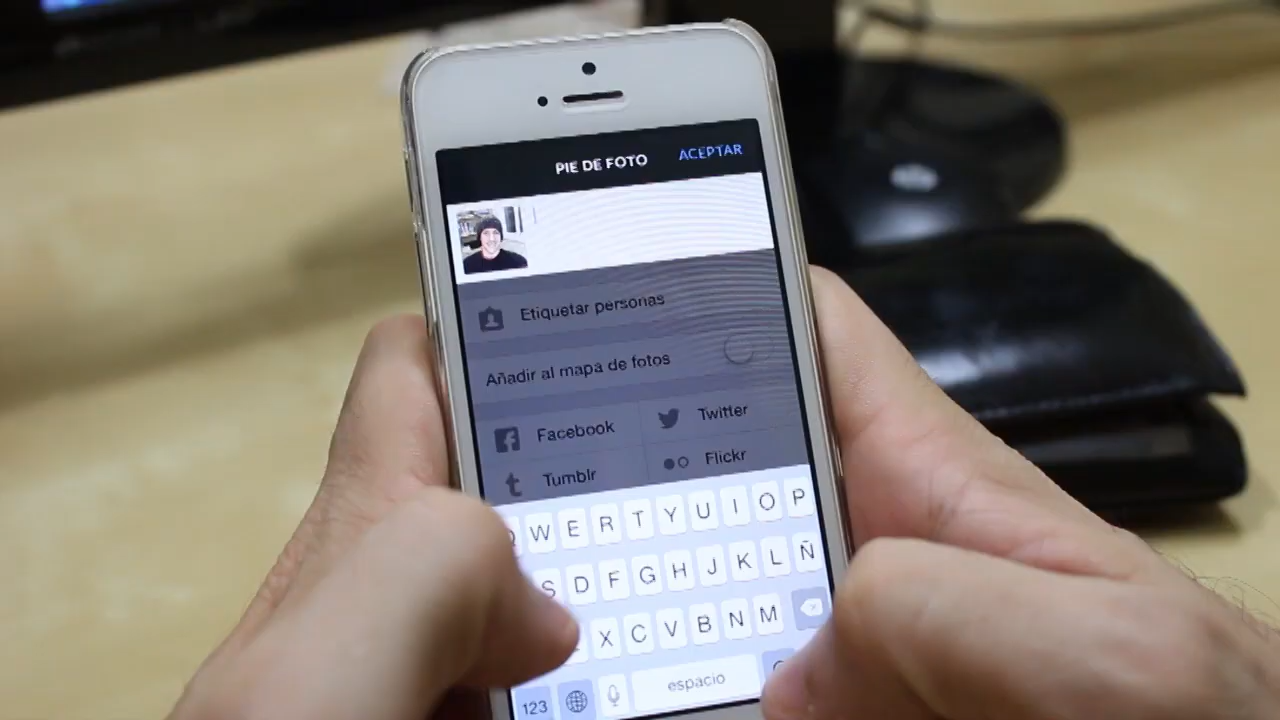 PIE DE FOTO ACEPTAR
Etiquetar personas
Añadir al mapa de fotos
Facebook Twitter
Tumblr Flickr
Q W E R T Y U I O P
S D F G H J K L Ñ
X C V B N M
123 espacio